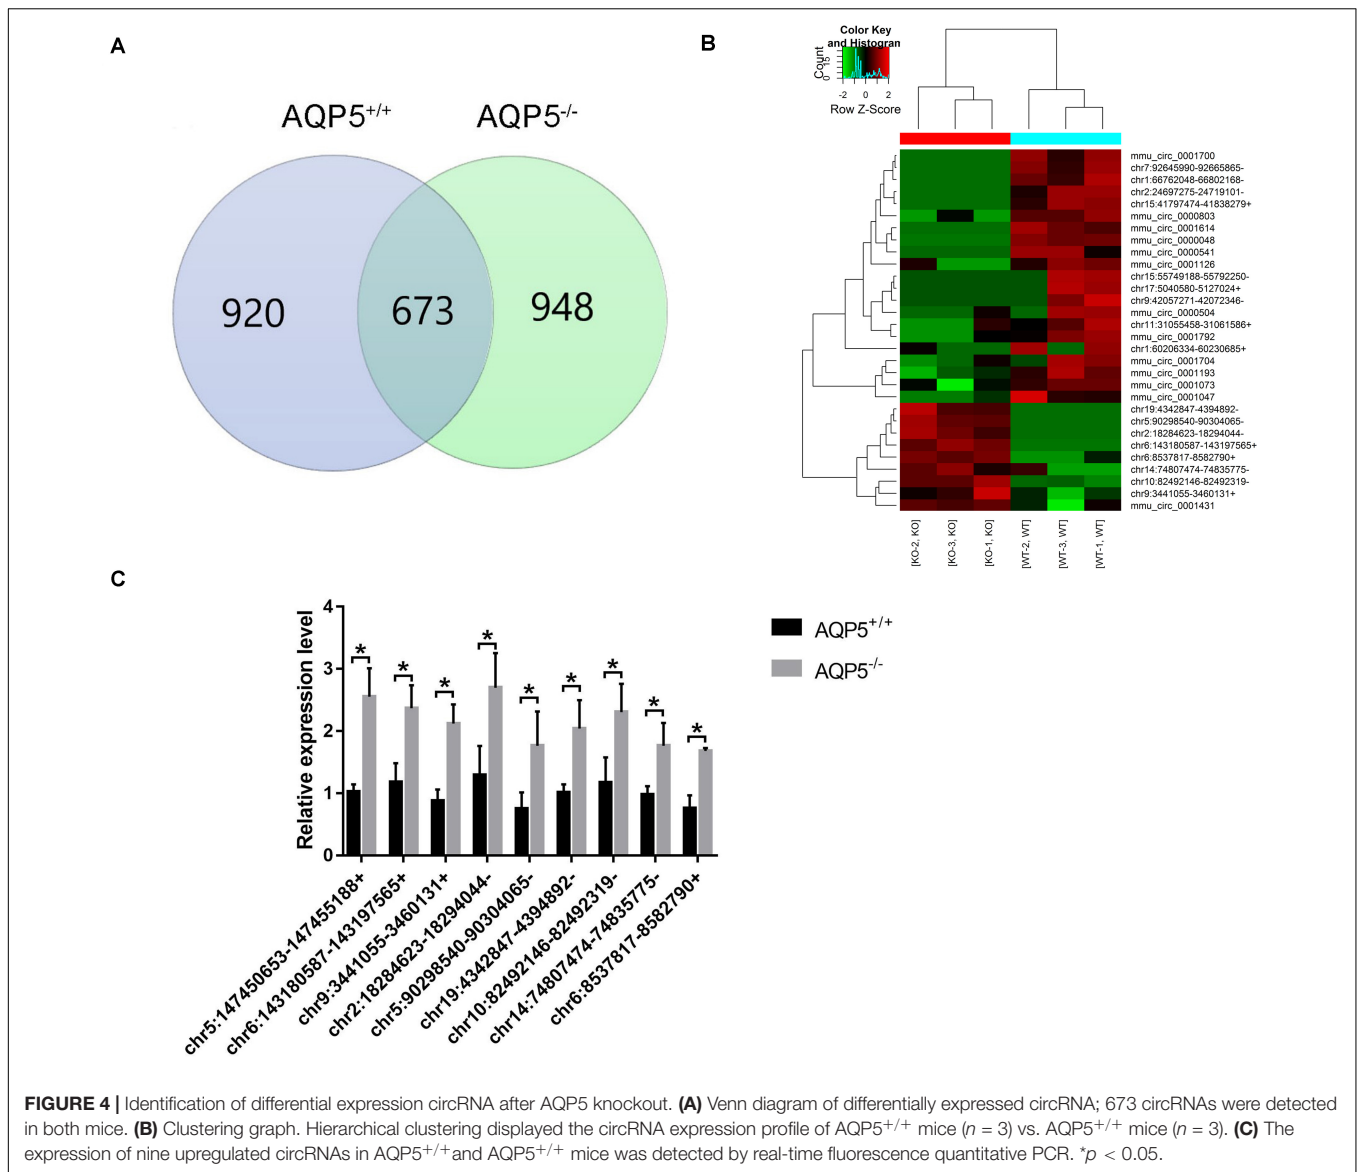 A
AQP5+/+
AQP5-/-
920
673
948
B
Color Key
and Histogran
Count
0 15
-2 0 2
Row Z-Score
mmu_circ_0001700
chr7:92645990-92665865-
chr1:66762048-66802168-
chr2:24697275-24719101-
chr15:41797474-41838279+
mmu_circ_0000803
mmu_circ_0001614
mmu_circ_0000048
mmu_circ_0000541
mmu_circ_0001126
chr15:55749188-55792250-
chr17:5040580-5127024+
chr9:42057271-42072346-
mmu_circ_0000504
chr11:31055458-31061586+
mmu_circ_0001792
chr1:60206334-60230685+
mmu_circ_0001704
mmu_circ_0001193
mmu_circ_0001073
mmu_circ_0001047
chr19:4342847-4394892-
chr5:90298540-90304065-
chr2:18284623-18294044-
chr6:143180587-143197565+
chr6:8537817-8582790+
chr14:74807474-74835775-
chr10:82492146-82492319-
chr9:3441055-3460131+
mmu_circ_0001431
[KO-2, KO]
[KO-3, KO]
[KO-1, KO]
[WT-2, WT]
[WT-3, WT]
[WT-1, WT]
C
Relative expression level
4
3
2
1
0
* * * * * * * * *
AQP5+/+
AQP5-/-
chr5:147450653-147455188+
chr6:143180587-143197565+
chr9:3441055-3460131+
chr2:18284623-18294044-
chr5:90298540-90304065-
chr19:4342847-4394892-
chr10:82492146-82492319-
chr14:74807474-74835775-
chr6:8537817-8582790+
FIGURE 4 | Identification of differential expression circRNA after AQP5 knockout. (A) Venn diagram of differentially expressed circRNA; 673 circRNAs were detected
in both mice. (B) Clustering graph. Hierarchical clustering displayed the circRNA expression profile of AQP5+/+ mice (n = 3) vs. AQP5+/+ mice (n = 3). (C) The
expression of nine upregulated circRNAs in AQP5+/+and AQP5+/+ mice was detected by real-time fluorescence quantitative PCR. *p < 0.05.